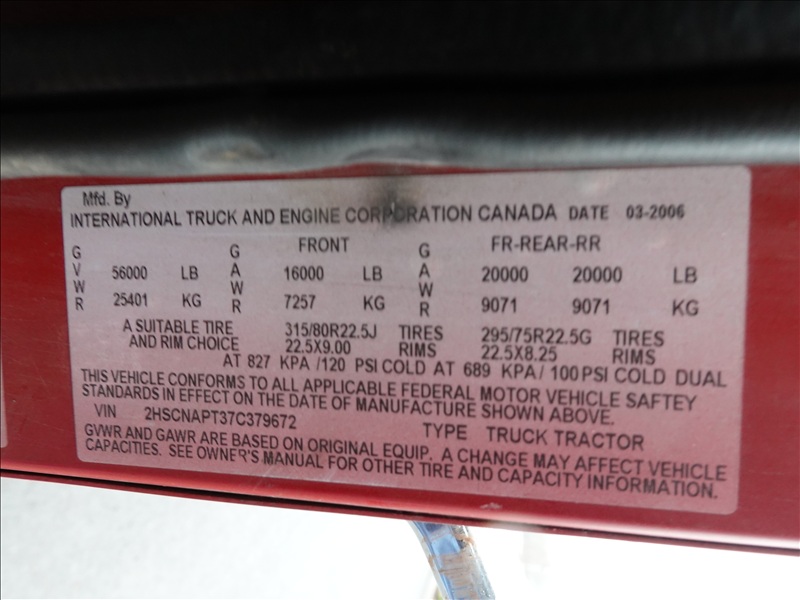 Mfd. By
INTERNATIONAL TRUCK AND ENGINE CORPORATION CANADA DATE 03-2006
GVWR 56000 LB GAWR FRONT 16000 LB GAWR FR-REAR-RR 20000 20000 LB
25401 KG 7257 KG 9071 9071 KG
A SUITABLE TIRE 315/80R22.5J TIRES 295/75R22.5G TIRES
AND RIM CHOICE 22.5X9.00 RIMS 22.5X8.25 RIMS
AT 827 KPA /120 PSI COLD AT 689 KPA/ 100 PSI COLD DUAL
THIS VEHICLE CONFORMS TO ALL APPLICABLE FEDERAL MOTOR VEHICLE SAFTEY
STANDARDS IN EFFECT ON THE DATE OF MANUFACTURE SHOWN ABOVE.
VIN 2HSCNAPT37C379672 TYPE TRUCK TRACTOR
GVWR AND GAWR ARE BASED ON ORIGINAL EQUIP. A CHANGE MAY AFFECT VEHICLE
CAPACITIES. SEE OWNER'S MANUAL FOR OTHER TIRE AND CAPACITY INFORMATION.